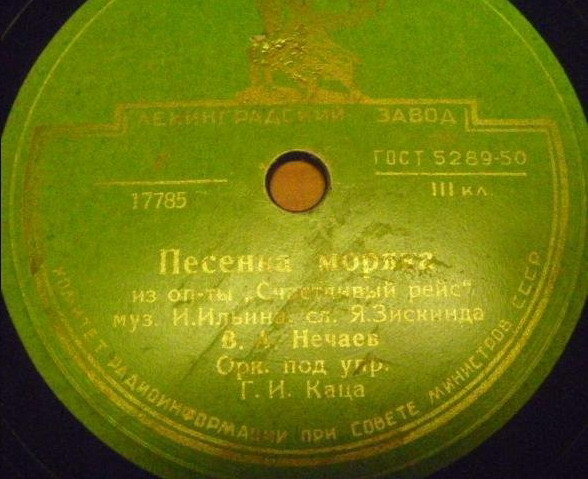 ЛЕНИНГРАДСКИЙ ЗАВОД
ГОСТ 5289-50
17785
III кл.
Песенка моряка
из оп-ты „Счастливый рейс“
муз. И.Ильина. сл. Я.Зискинда
В. А. Нечаев
Орк. под упр.
Г. И. Каца
КОМИТЕТ РАДИОИНФОРМАЦИИ ПРИ СОВЕТЕ МИНИСТРОВ СССР